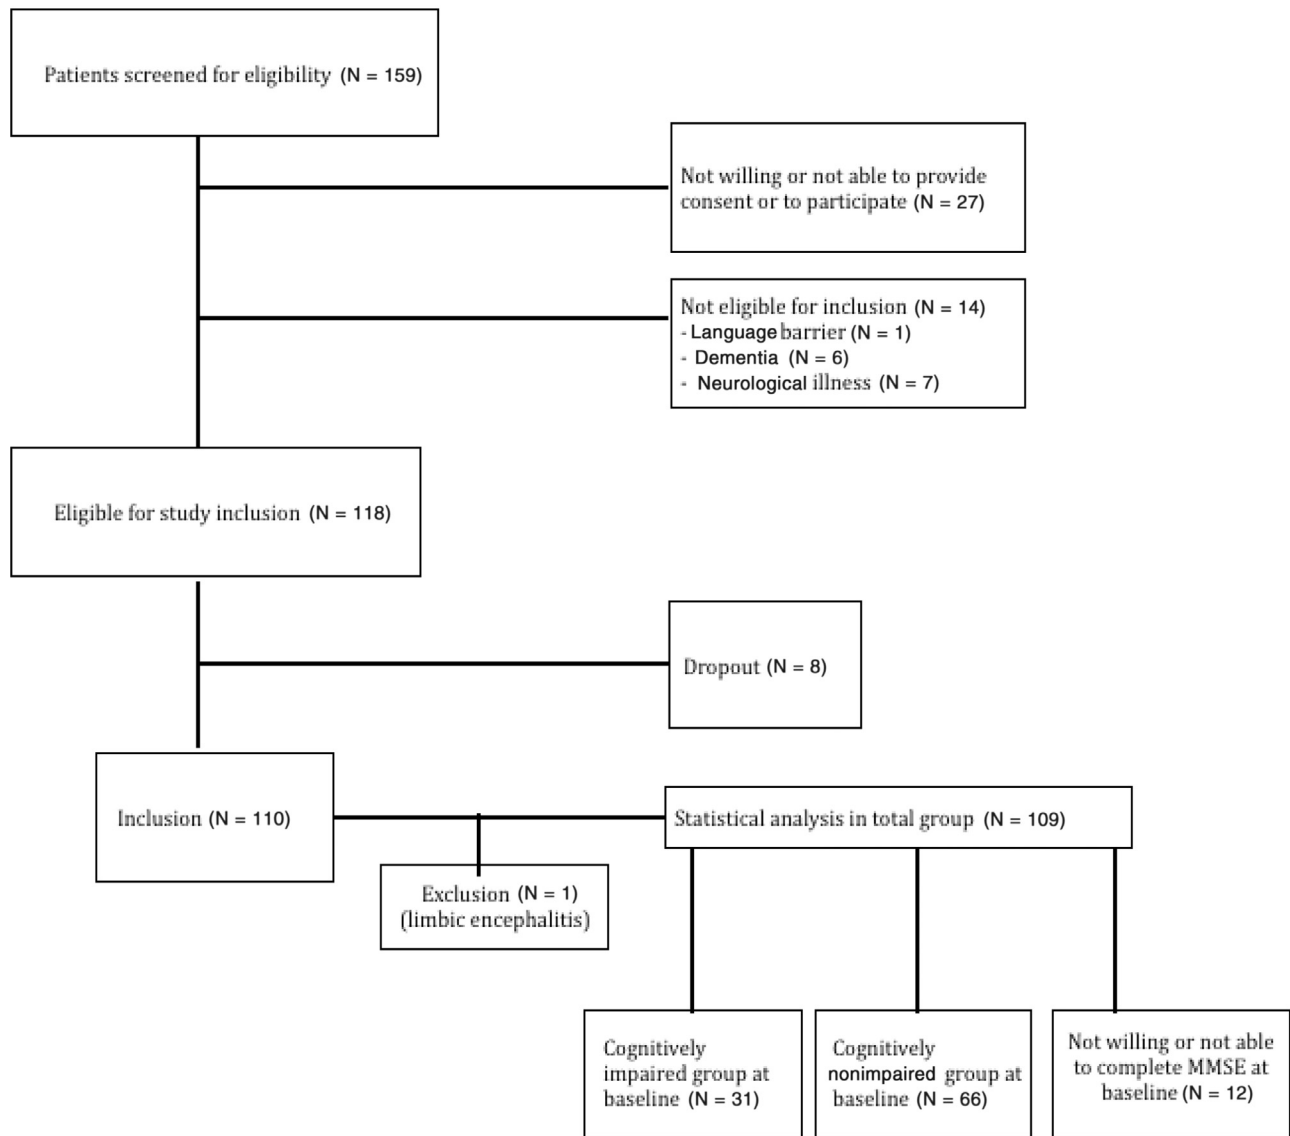 Patients screened for eligibility (N = 159)
Not willing or not able to provide
consent or to participate (N = 27)
Not eligible for inclusion (N = 14)
- Language barrier (N = 1)
- Dementia (N = 6)
- Neurological illness (N = 7)
Eligible for study inclusion (N = 118)
Dropout (N = 8)
Inclusion (N = 110)
Statistical analysis in total group (N = 109)
Exclusion (N = 1)
(limbic encephalitis)
Cognitively
impaired group at
baseline (N = 31)
Cognitively
nonimpaired group at
baseline (N = 66)
Not willing or not able
to complete MMSE at
baseline (N = 12)